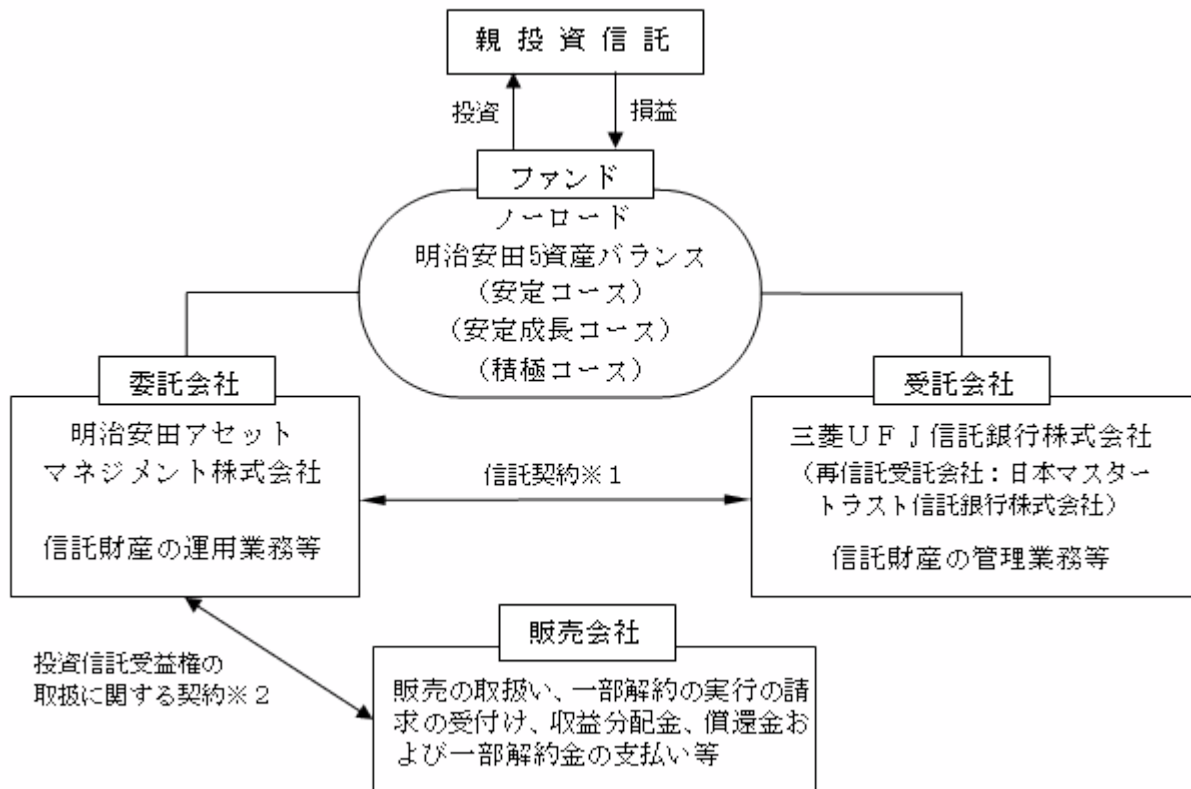 親投資信託
投資
損益
ファンド
ノーロード
明治安田5資産バランス
（安定コース）
（安定成長コース）
（積極コース）
委託会社
明治安田アセット
マネジメント株式会社
信託財産の運用業務等
信託契約※１
受託会社
三菱ＵＦＪ信託銀行株式会社
（再信託受託会社：日本マスター
トラスト信託銀行株式会社）
信託財産の管理業務等
投資信託受益権の
取扱に関する契約※２
販売会社
販売の取扱い、一部解約の実行の請
求の受付け、収益分配金、償還金お
よび一部解約金の支払い等